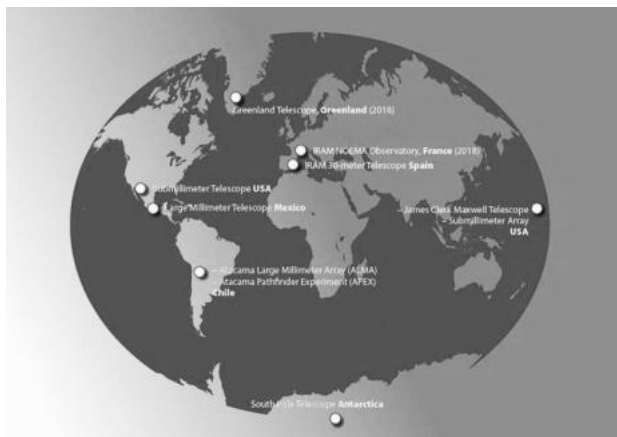 Greenland Telescope, Greenland (2018)
IRAM NOEMA Observatory, France (2018)
IRAM 30-meter Telescope Spain
Submillimeter Telescope USA
Large Millimeter Telescope Mexico
– James Clerk Maxwell Telescope
– Submillimeter Array
USA
– Atacama Large Millimeter Array (ALMA)
– Atacama Pathfinder Experiment (APEX)
Chile
South Pole Telescope Antarctica